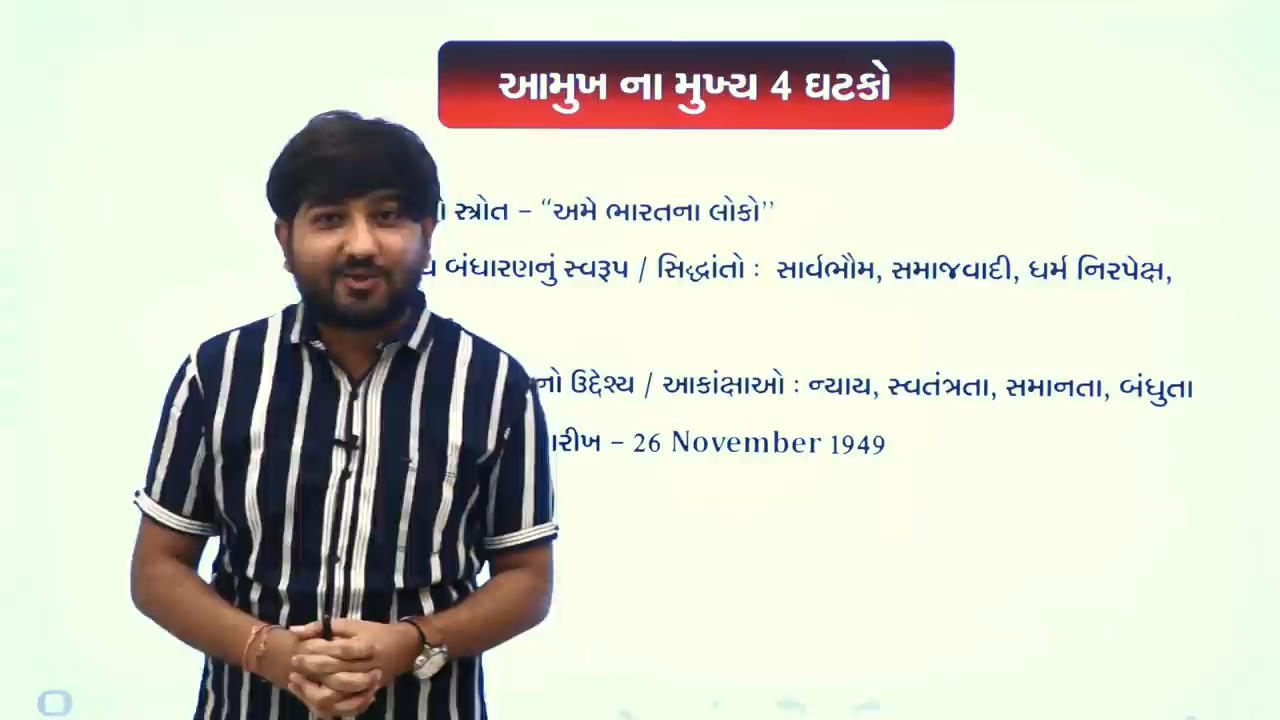 આમુખ ના મુખ્ય 4 ઘટકો
સ્ત્રોત – “અમે ભારતના લોકો”
બંધારણનું સ્વરૂપ / સિદ્ધાંતો : સાર્વભૌમ, સમાજવાદી, ધર્મ નિરપેક્ષ,
ઉદ્દેશ્ય / આકાંક્ષાઓ : ન્યાય, સ્વતંત્રતા, સમાનતા, બંધુતા
– 26 November 1949